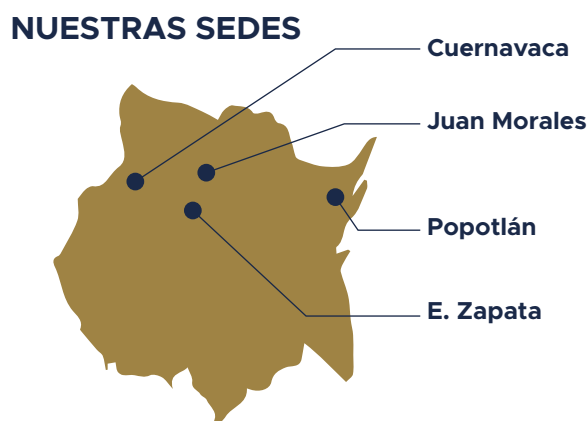 NUESTRAS SEDES
Cuernavaca
Juan Morales
Popotlán
E. Zapata